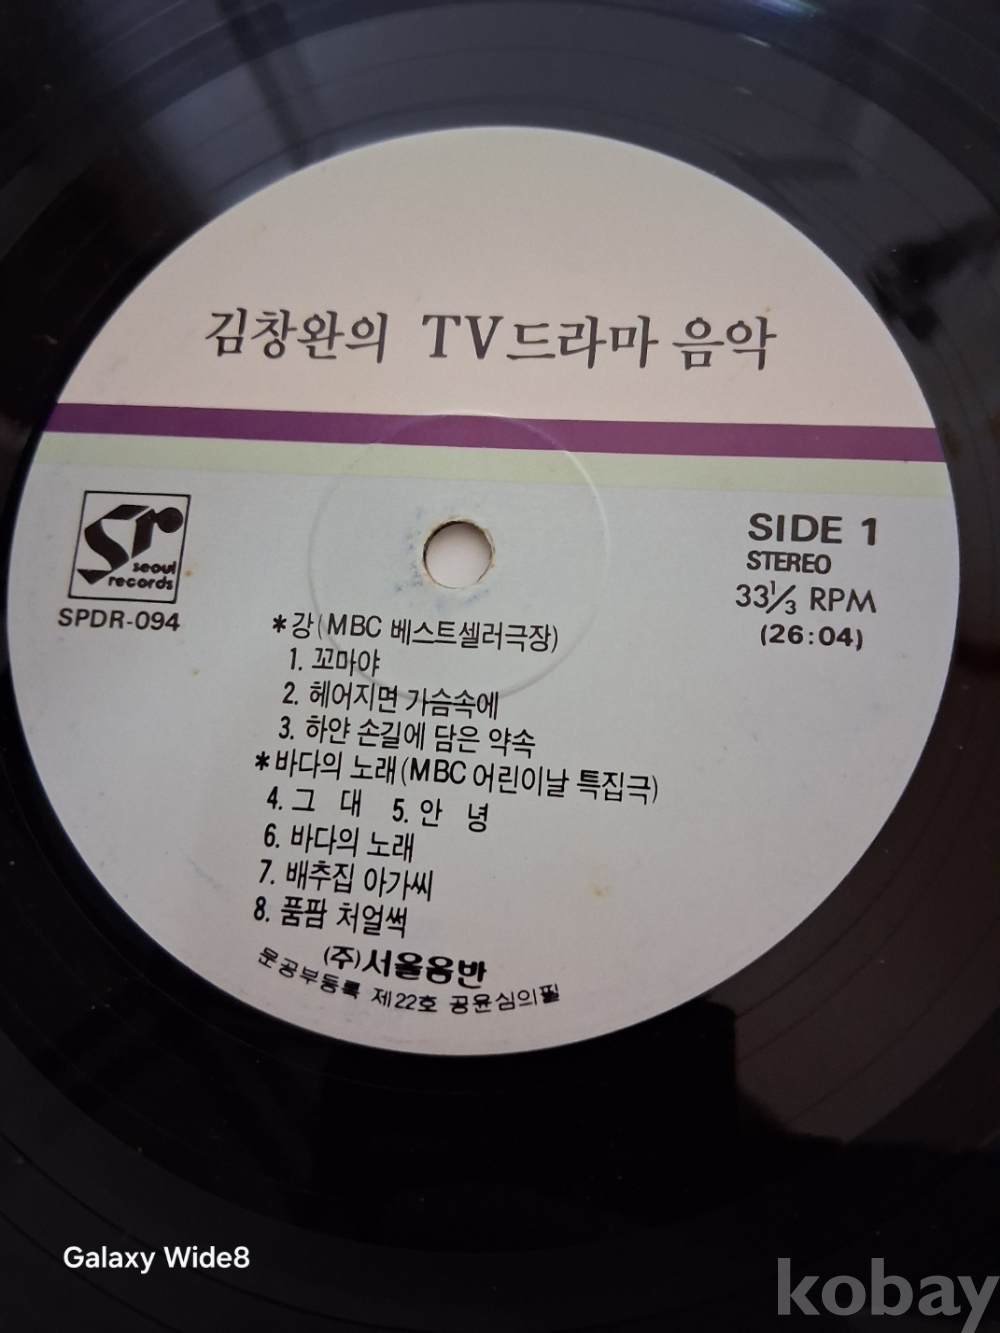 김창완의 TV드라마 음악
SIDE 1
STEREO
33⅓ RPM
(26:04)
Sr
seoul
records
SPDR-094
*강(MBC 베스트셀러극장)
1. 꼬마야
2. 헤어지면 가슴속에
3. 하얀 손길에 담은 약속
*바다의 노래(MBC 어린이날 특집극)
4. 그 대 5. 안 녕
6. 바다의 노래
7. 배추집 아가씨
8. 품팜 처얼썩
(주)서울음반
문공부등록 제22호 공윤심의필
Galaxy Wide8
kobay